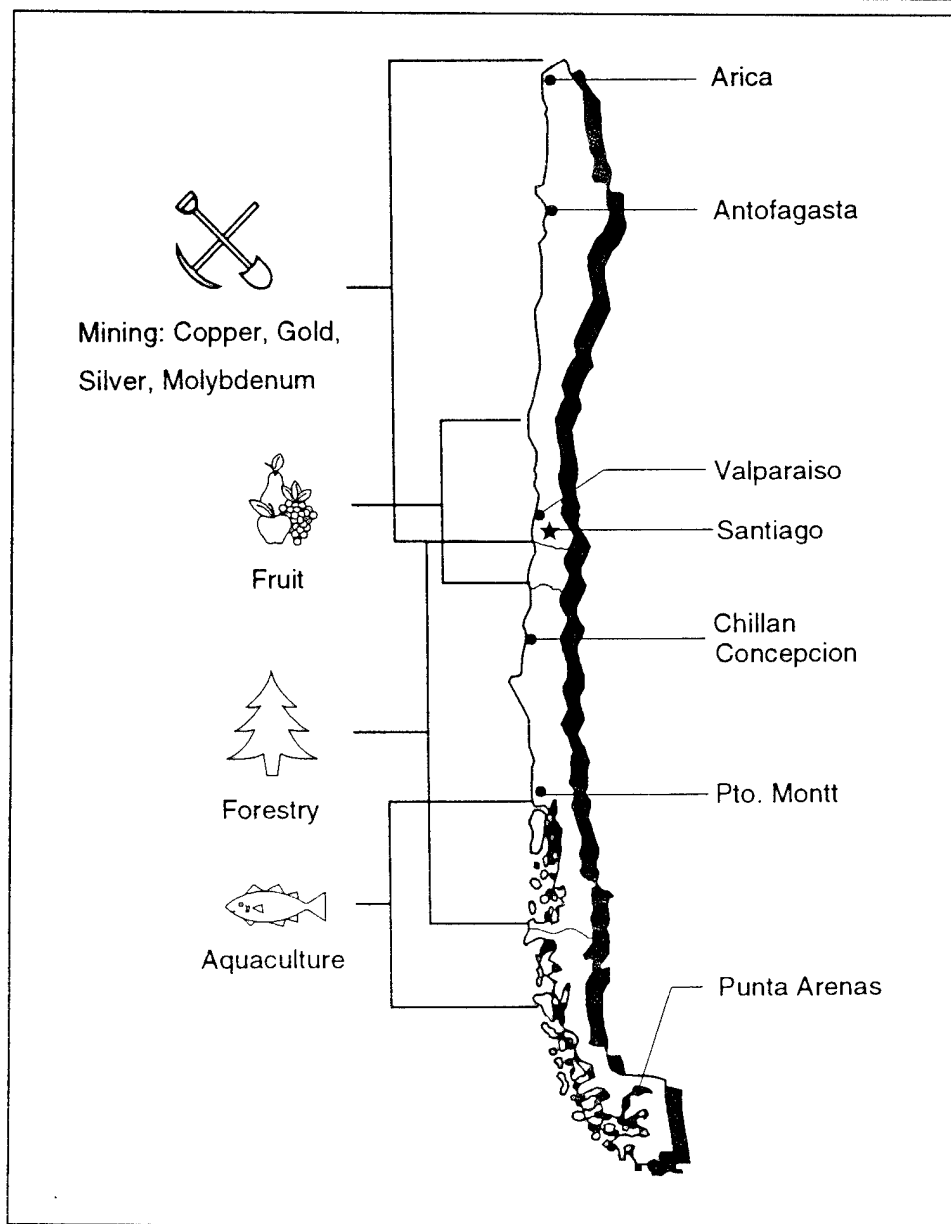 Arica
Antofagasta
Mining: Copper, Gold,
Silver, Molybdenum
Valparaiso
Santiago
Fruit
Chillan
Concepcion
Pto. Montt
Forestry
Aquaculture
Punta Arenas